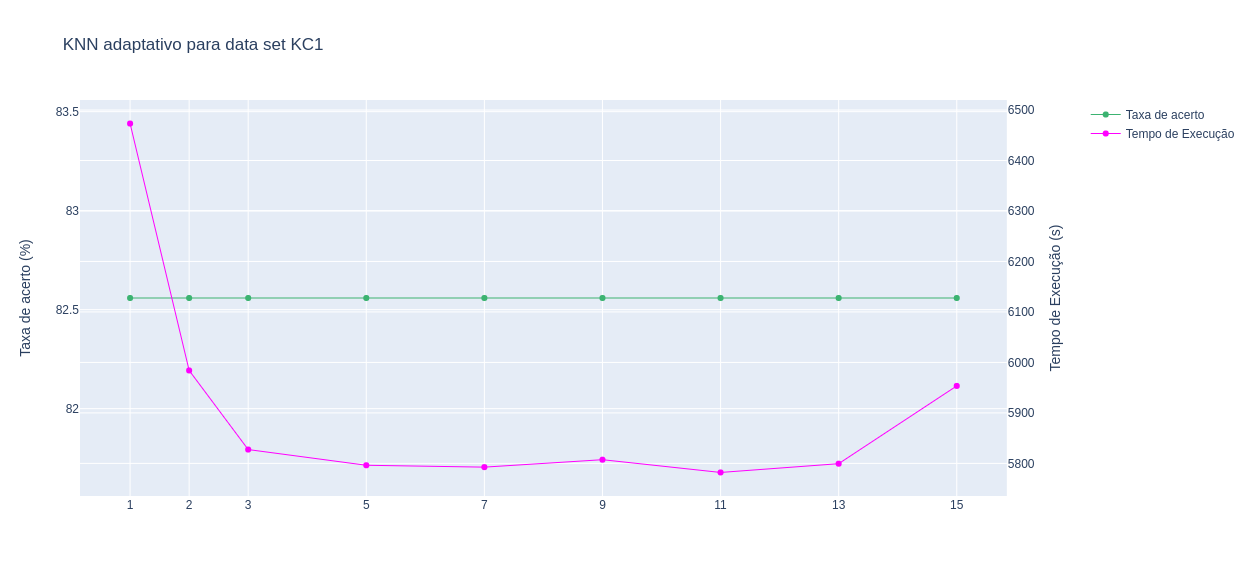 KNN adaptativo para data set KC1
Taxa de acerto (%)
83.5
83
82.5
82
6500
6400
6300
6200
6100
6000
5900
5800
Tempo de Execução (s)
1 2 3 5 7 9 11 13 15
Taxa de acerto
Tempo de Execução